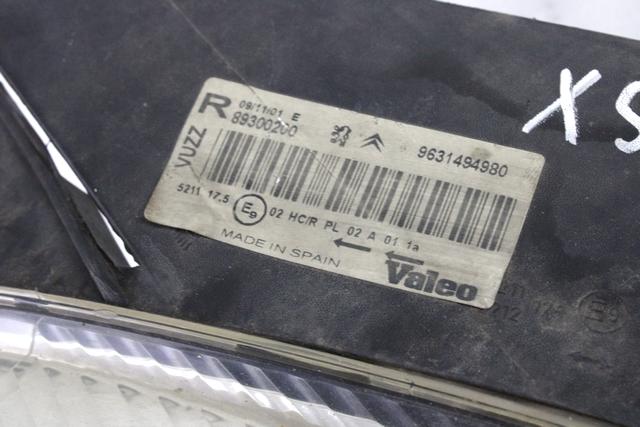 R 09/11/01 E
89300200
VUZZ
9631494980
5211 17.5 E9 02 HC/R PL 02 A 01 1a
MADE IN SPAIN
Valeo
E9
XS